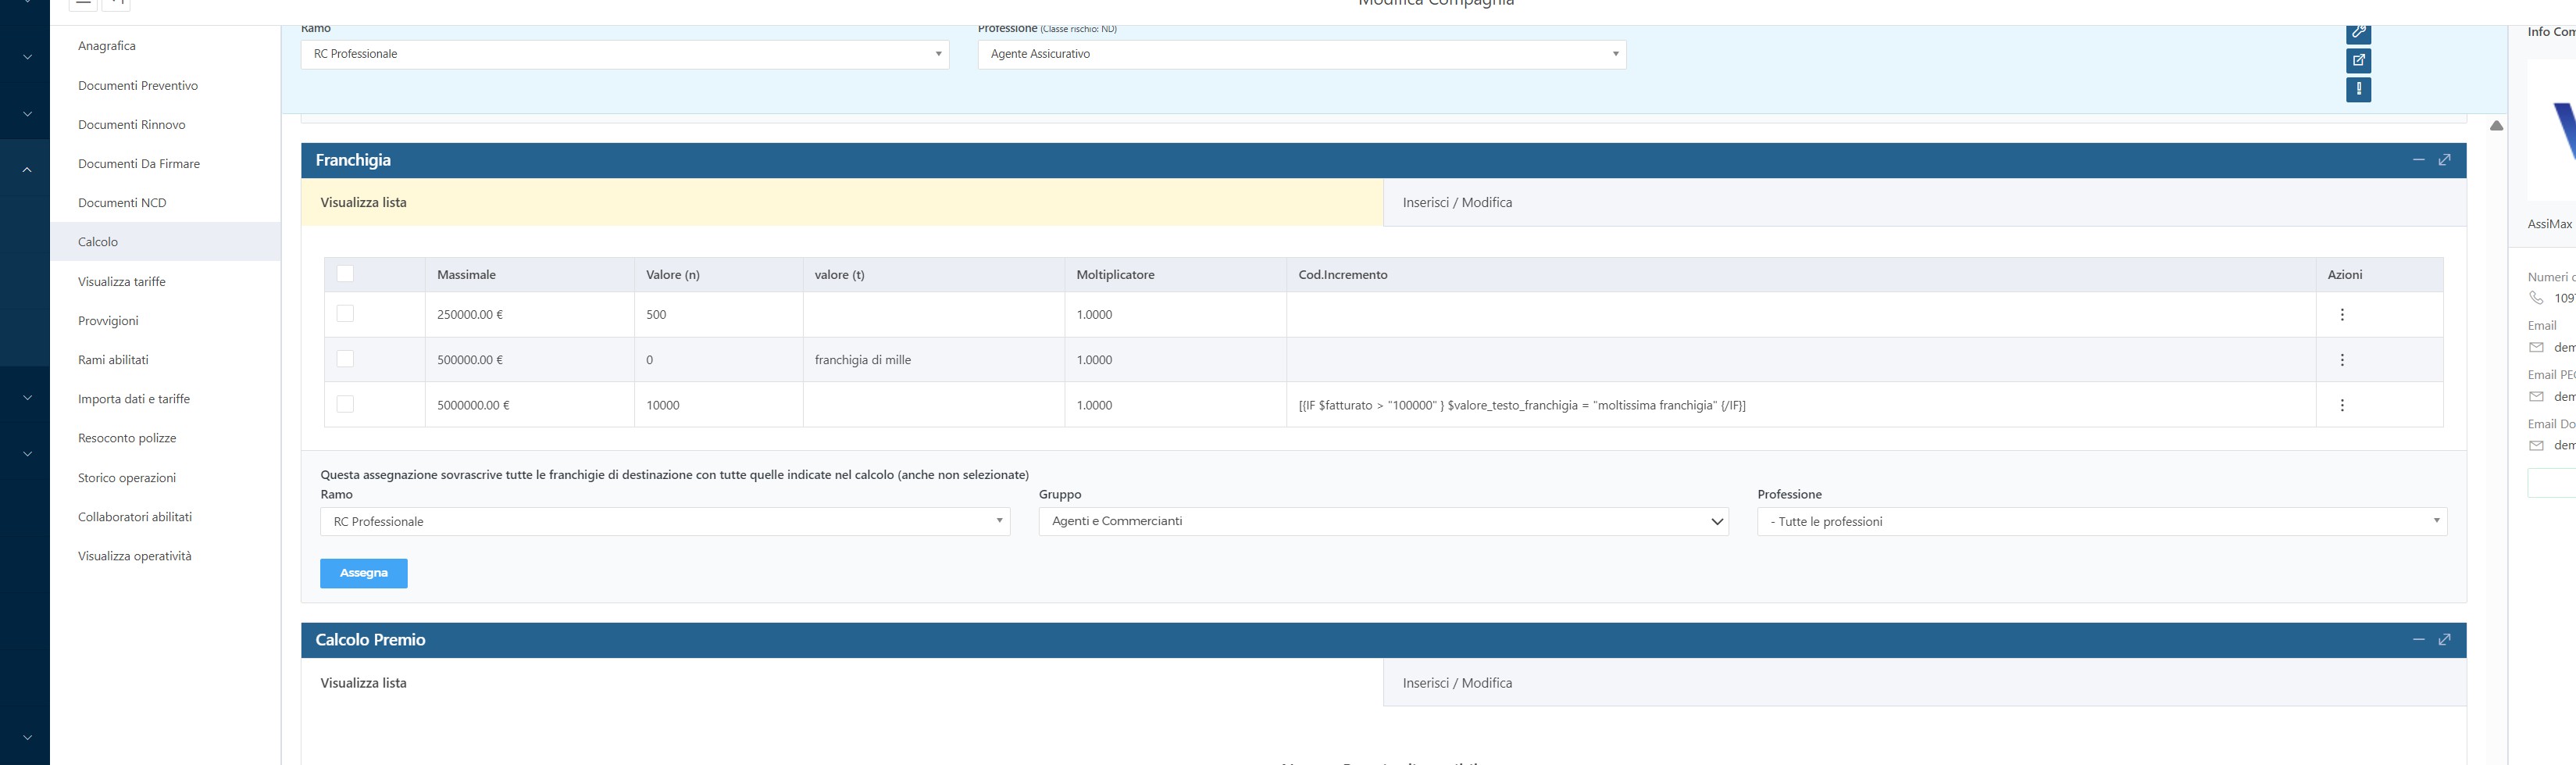 Modifica Compagnia
Anagrafica
Documenti Preventivo
Documenti Rinnovo
Documenti Da Firmare
Documenti NCD
Calcolo
Visualizza tariffe
Provvigioni
Rami abilitati
Importa dati e tariffe
Resoconto polizze
Storico operazioni
Collaboratori abilitati
Visualizza operatività
Ramo
Professione (Classe rischio: ND)
RC Professionale
Agente Assicurativo
Franchigia
Visualizza lista
Inserisci / Modifica
Massimale Valore (n) valore (t) Moltiplicatore Cod.Incremento Azioni
250000.00 € 500 1.0000
500000.00 € 0 franchigia di mille 1.0000
5000000.00 € 10000 1.0000 [{IF $fatturato > "100000" } $valore_testo_franchigia = "moltissima franchigia" {/IF}]
Questa assegnazione sovrascrive tutte le franchigie di destinazione con tutte quelle indicate nel calcolo (anche non selezionate)
Ramo Gruppo Professione
RC Professionale Agenti e Commercianti - Tutte le professioni
Assegna
Calcolo Premio
Visualizza lista
Inserisci / Modifica
Info Com
AssiMax
Numeri
109
Email
dem
Email PE
dem
Email Do
dem